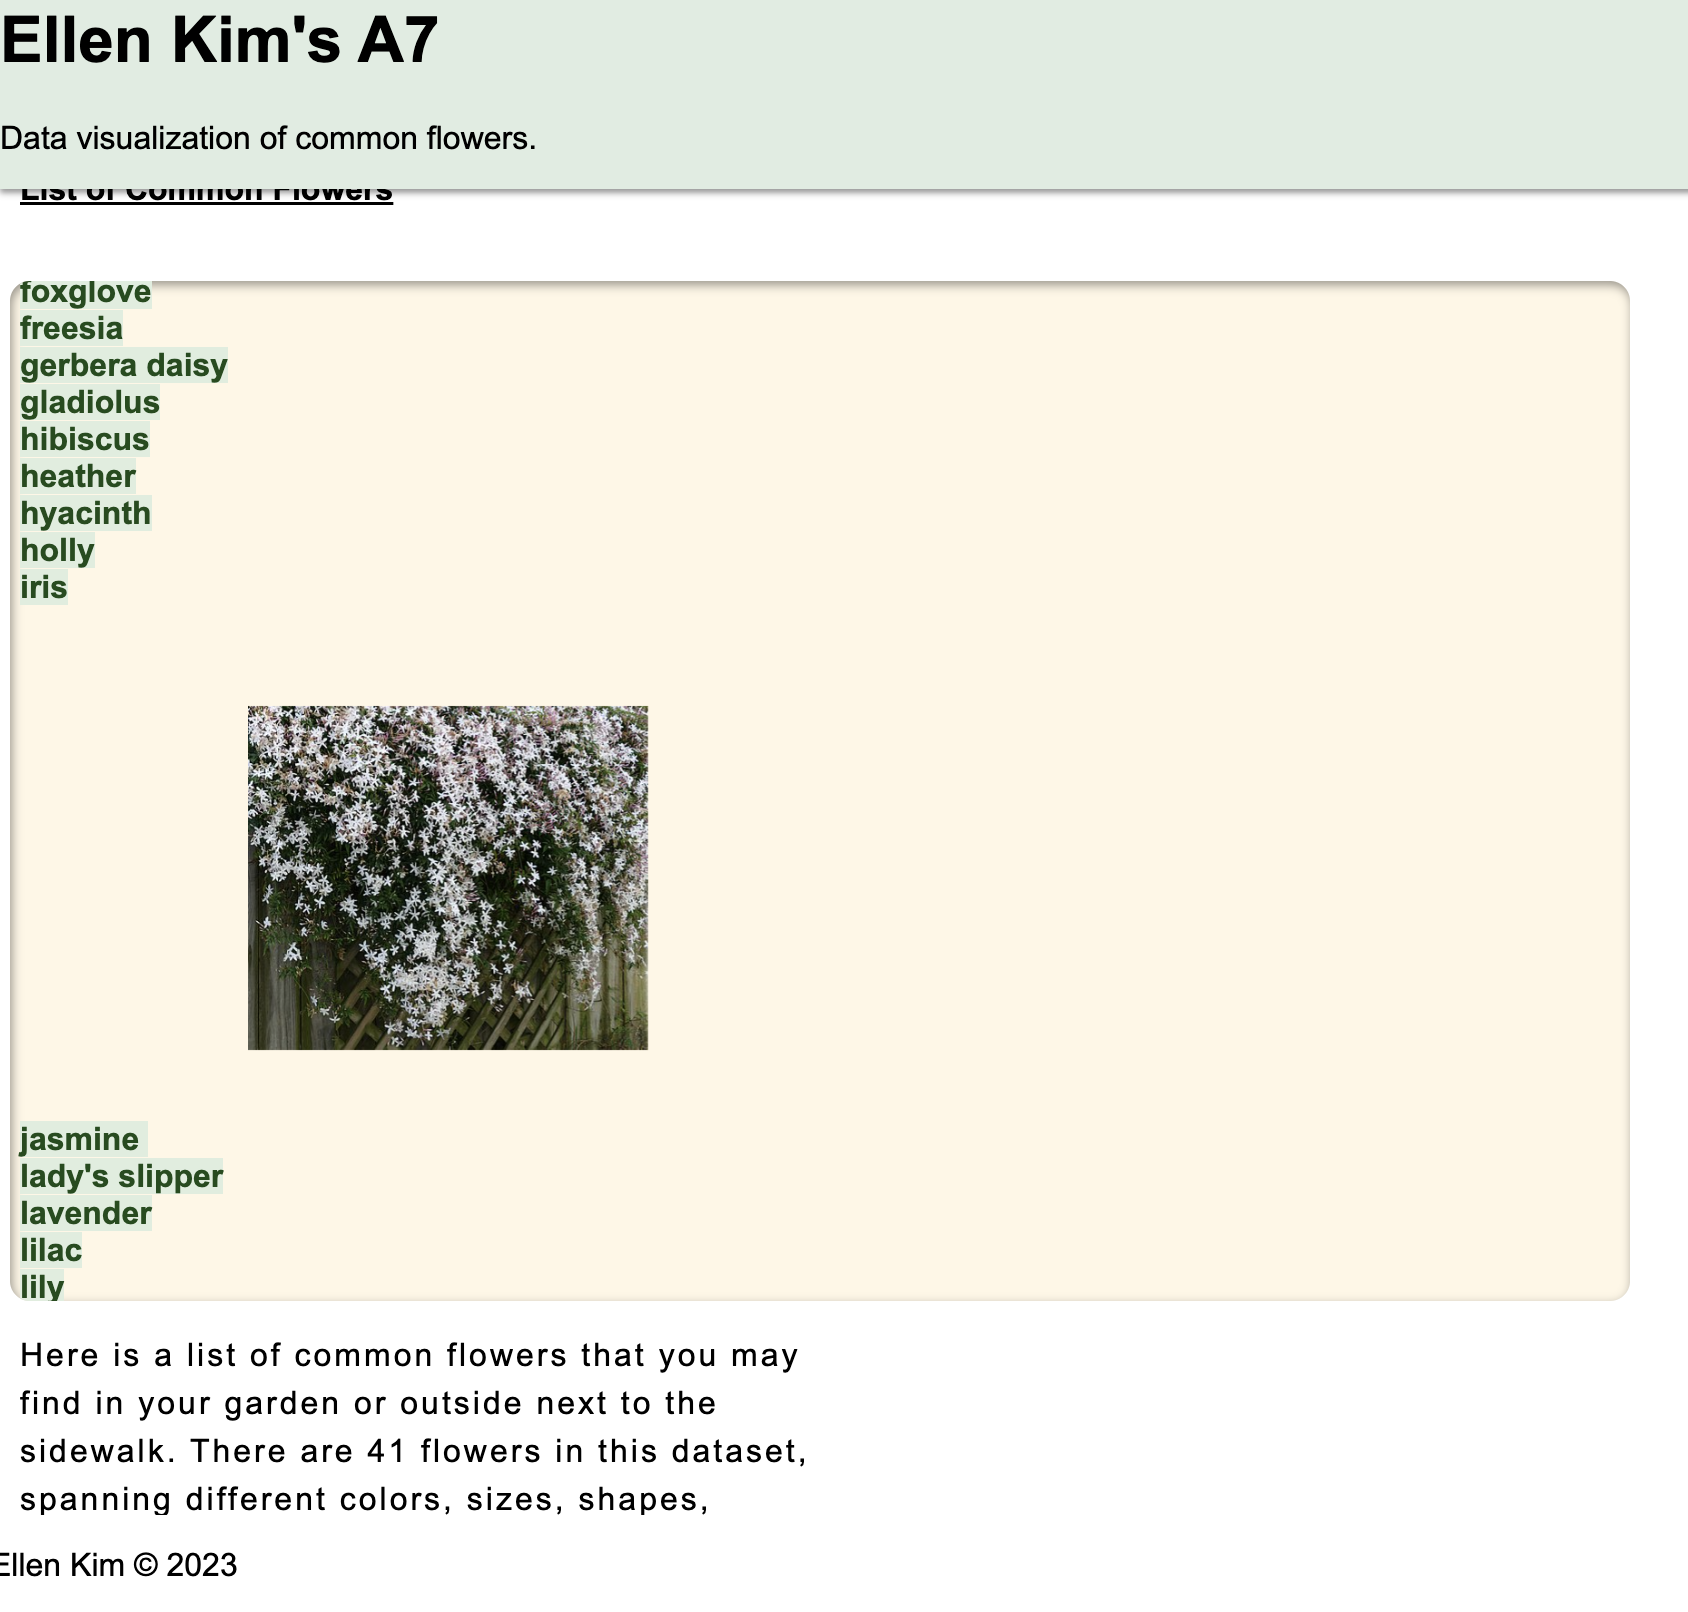 Ellen Kim's A7
Data visualization of common flowers.
List of Common Flowers
foxglove
freesia
gerbera daisy
gladiolus
hibiscus
heather
hyacinth
holly
iris
jasmine
lady's slipper
lavender
lilac
lily
Here is a list of common flowers that you may
find in your garden or outside next to the
sidewalk. There are 41 flowers in this dataset,
spanning different colors, sizes, shapes,
Ellen Kim © 2023